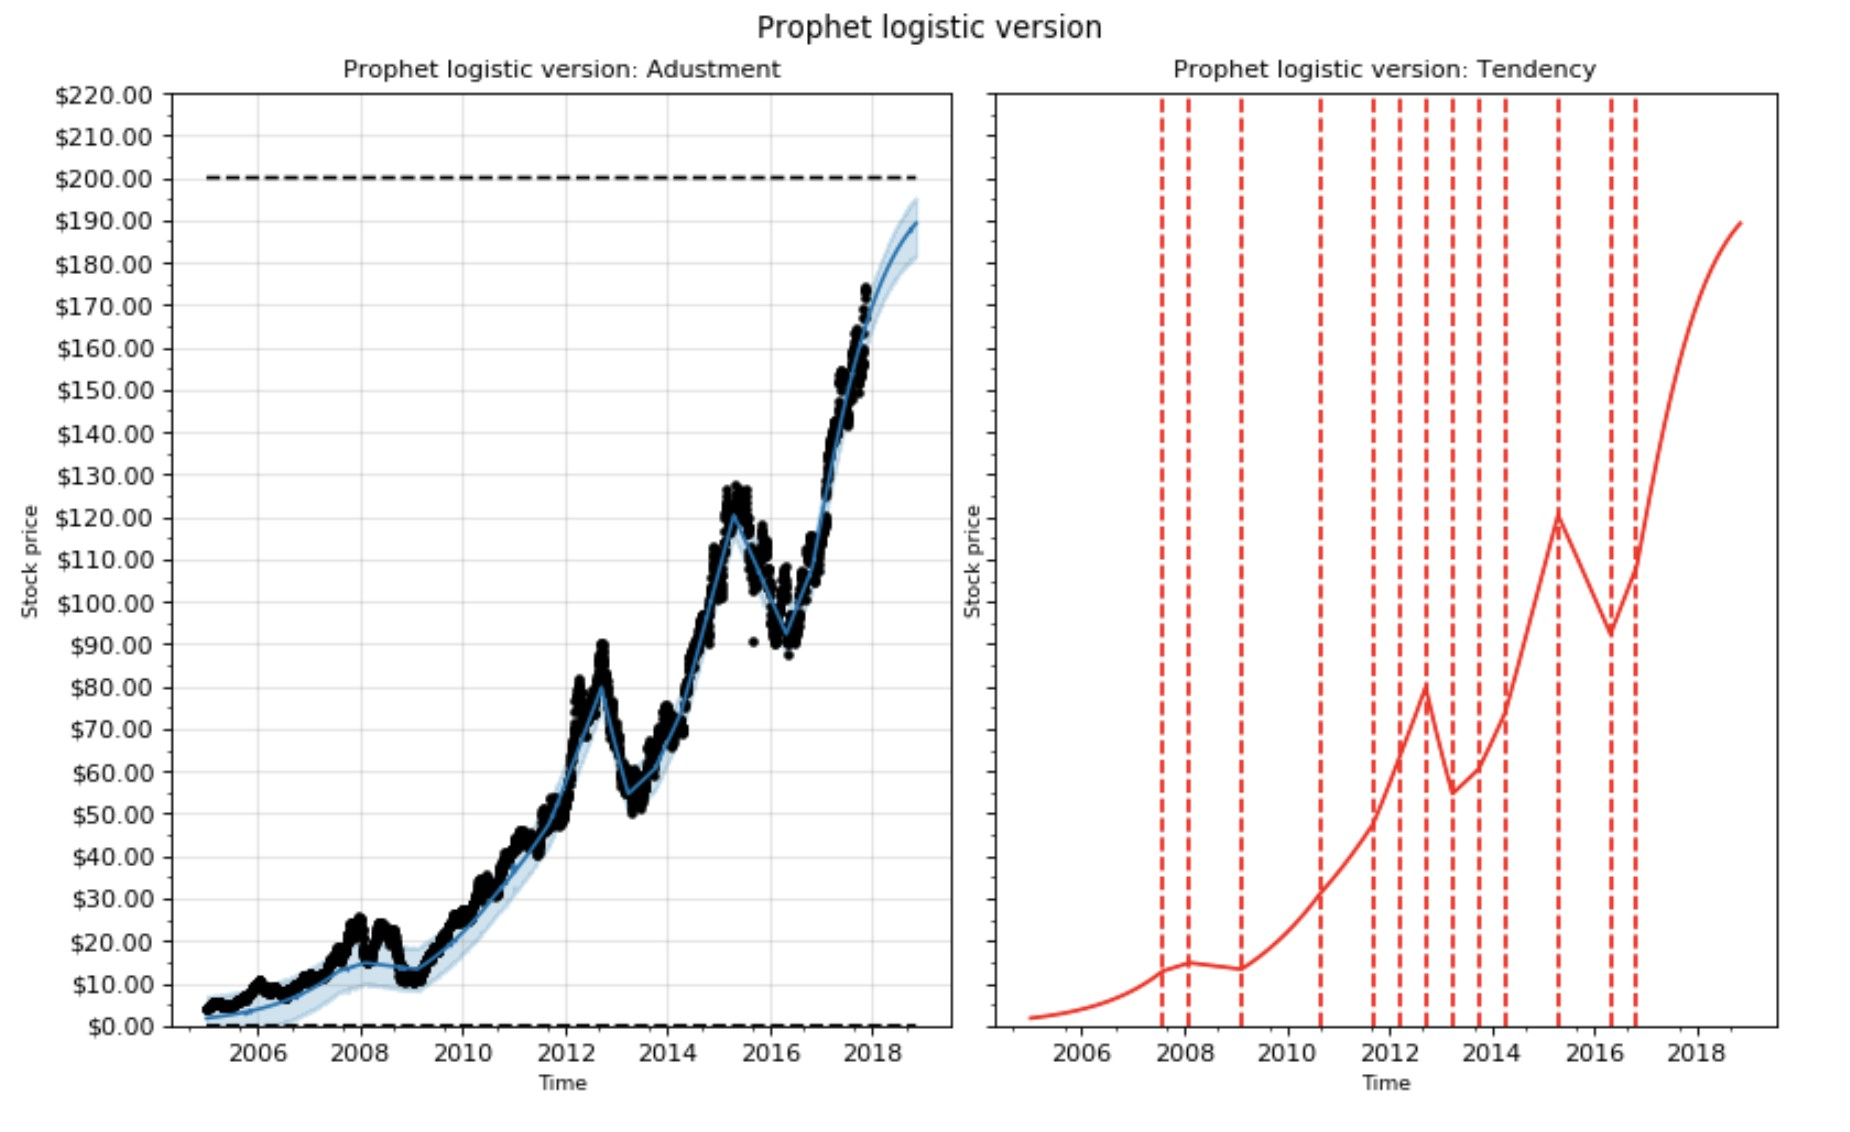 Prophet logistic version
Prophet logistic version: Adustment
$220.00
$210.00
$200.00
$190.00
$180.00
$170.00
$160.00
$150.00
$140.00
$130.00
$120.00
$110.00
$100.00
$90.00
$80.00
$70.00
$60.00
$50.00
$40.00
$30.00
$20.00
$10.00
$0.00
Stock price
2006 2008 2010 2012 2014 2016 2018
Time
Prophet logistic version: Tendency
Stock price
2006 2008 2010 2012 2014 2016 2018
Time